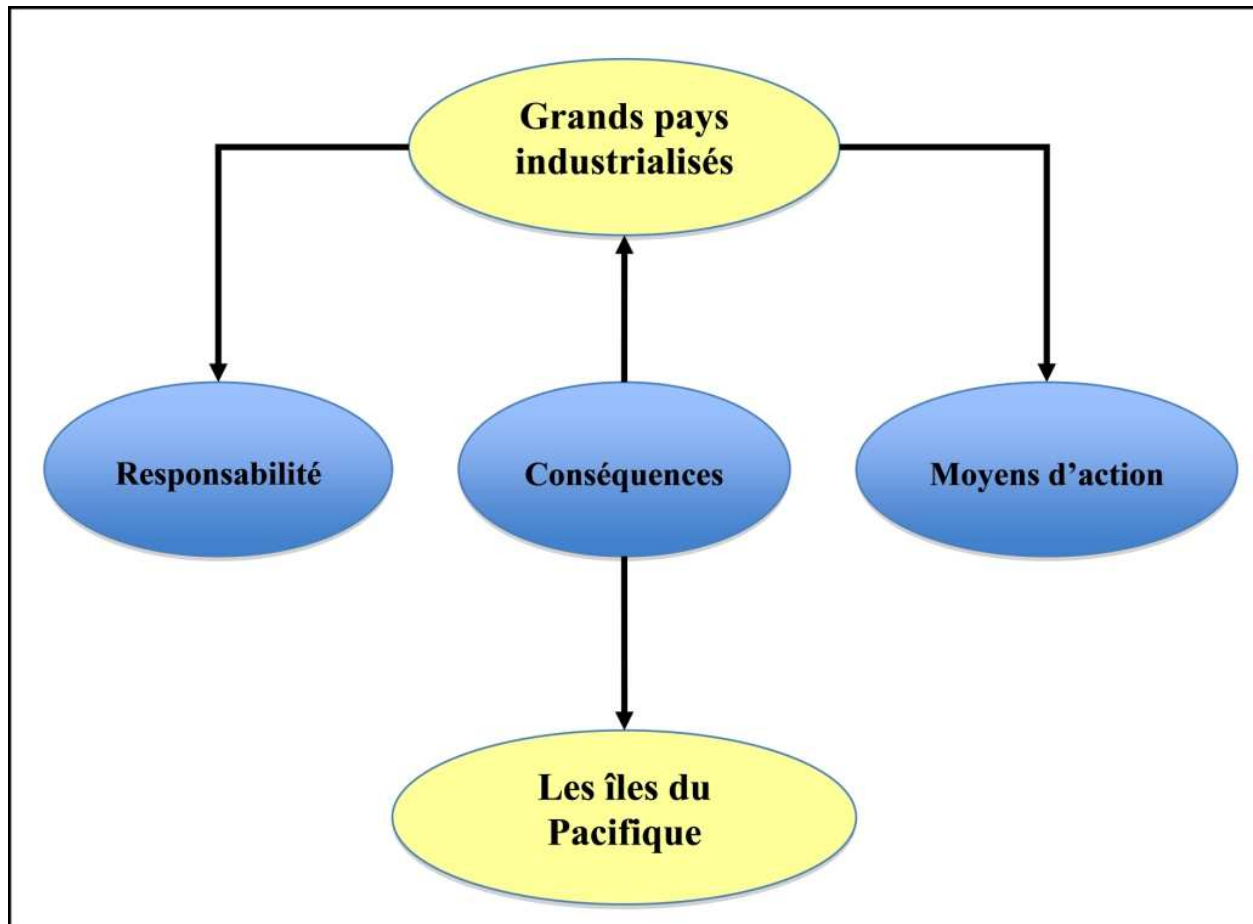 Grands pays
industrialisés
Responsabilité
Conséquences
Moyens d’action
Les îles du
Pacifique